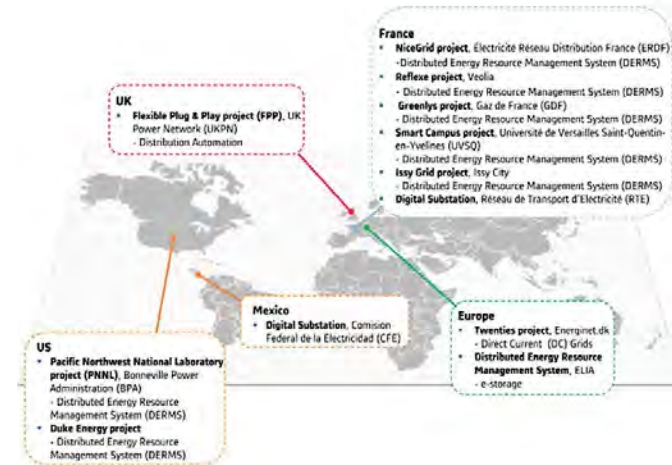 France
NiceGrid project, Électricité Réseau Distribution France (ERDF)
-Distributed Energy Resource Management System (DERMS)
Reflexe project, Veolia
- Distributed Energy Resource Management System (DERMS)
Greenlys project, Gaz de France (GDF)
- Distributed Energy Resource Management System (DERMS)
Smart Campus project, Université de Versailles Saint-Quentin-
en-Yvelines (UVSQ)
- Distributed Energy Resource Management System (DERMS)
Issy Grid project, Issy City
- Distributed Energy Resource Management System (DERMS)
Digital Substation, Réseau de Transport d'Electricité (RTE)
UK
Flexible Plug & Play project (FPP), UK
Power Network (UKPN)
- Distribution Automation
Mexico
Digital Substation, Comision
Federal de la Electricidad (CFE)
Europe
Twenties project, Energinet.dk
- Direct Current (DC) Grids
Distributed Energy Resource
Management System, ELIA
- e-storage
US
Pacific Northwest National Laboratory
project (PNNL), Bonneville Power
Administration (BPA)
- Distributed Energy Resource
Management System (DERMS)
Duke Energy project
- Distributed Energy Resource
Management System (DERMS)